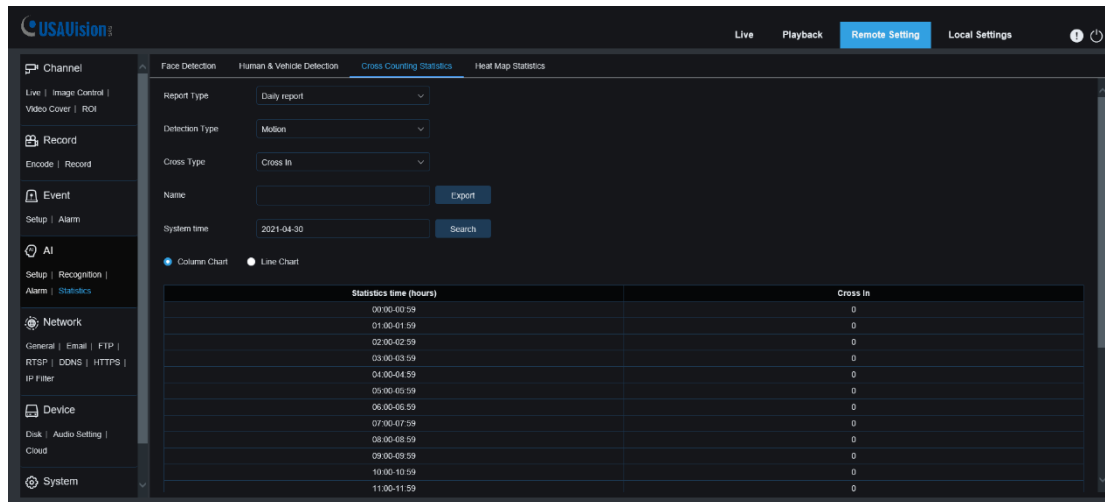 USAVision
Live Playback Remote Setting Local Settings
Channel
Live | Image Control |
Video Cover | ROI
Record
Encode | Record
Event
Setup | Alarm
AI
Setup | Recognition |
Alarm | Statistics
Network
General | Email | FTP |
RTSP | DDNS | HTTPS |
IP Filter
Device
Disk | Audio Setting |
Cloud
System
Face Detection Human & Vehicle Detection Cross Counting Statistics Heat Map Statistics
Report Type Daily report
Detection Type Motion
Cross Type Cross In
Name Export
System time 2021-04-30 Search
Column Chart Line Chart
Statistics time (hours) Cross In
00:00-00:59 0
01:00-01:59 0
02:00-02:59 0
03:00-03:59 0
04:00-04:59 0
05:00-05:59 0
06:00-06:59 0
07:00-07:59 0
08:00-08:59 0
09:00-09:59 0
10:00-10:59 0
11:00-11:59 0